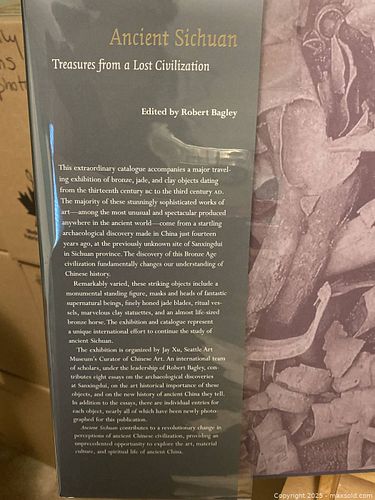 Ancient Sichuan
Treasures from a Lost Civilization
Edited by Robert Bagley
This extraordinary catalogue accompanies a major travel-
ing exhibition of bronze, jade, and clay objects dating
from the thirteenth century BC to the third century AD.
The majority of these stunningly sophisticated works of
art—among the most unusual and spectacular produced
anywhere in the ancient world—come from a startling
archaeological discovery made in China just fourteen
years ago, at the previously unknown site of Sanxingdui
in Sichuan province. The discovery of this Bronze Age
civilization fundamentally changes our understanding of
Chinese history.
Remarkably varied, these striking objects include a
monumental standing figure, masks and heads of fantastic
supernatural beings, finely honed jade blades, ritual ves-
sels, marvelous clay statuettes, and an almost life-sized
bronze horse. The exhibition and catalogue represent
a unique international effort to continue the study of
ancient Sichuan.
The exhibition is organized by Jay Xu, Seattle Art
Museum's Curator of Chinese Art. An international team
of scholars, under the leadership of Robert Bagley, con-
tributes eight essays on the archaeological discoveries
at Sanxingdui, on the art historical importance of these
objects, and on the new history of ancient China they tell.
In addition to the essays, there are individual entries for
each object, nearly all of which have been newly photo-
graphed for this publication.
Ancient Sichuan contributes to a revolutionary change in
perceptions of ancient Chinese civilization, providing an
unprecedented opportunity to explore the art, material
culture, and spiritual life of ancient China.
Copyright 2025 - maxsold.com